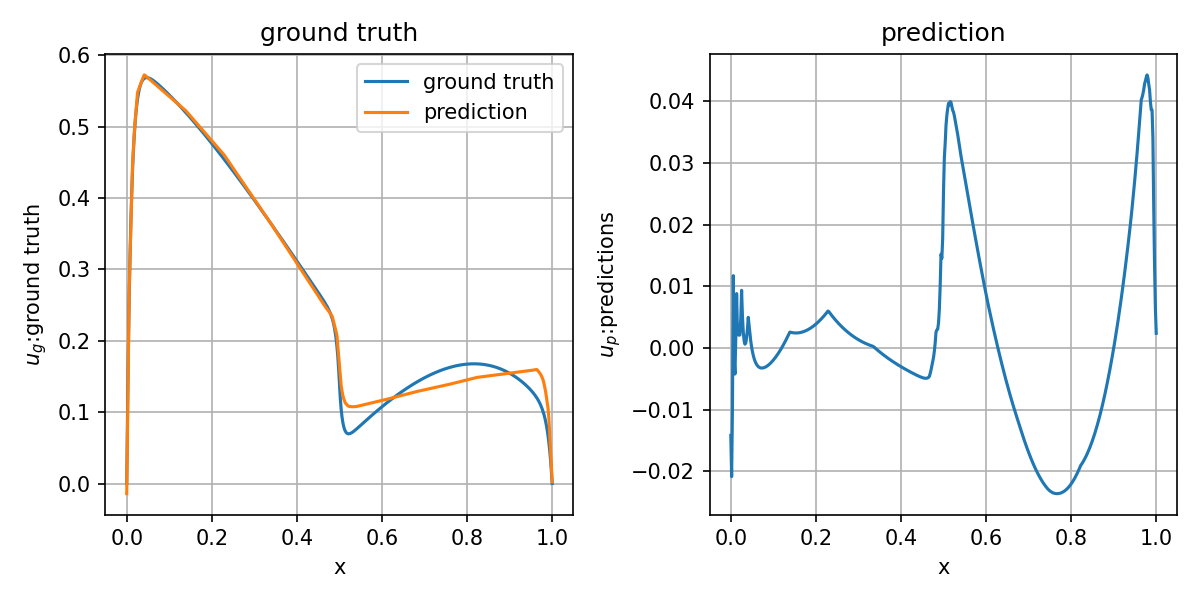 ground truth
u_g:ground truth
0.6
0.5
0.4
0.3
0.2
0.1
0.0
ground truth
prediction
0.0 0.2 0.4 0.6 0.8 1.0
x
prediction
u_p:predictions
0.04
0.03
0.02
0.01
0.00
−0.01
−0.02
0.0 0.2 0.4 0.6 0.8 1.0
x